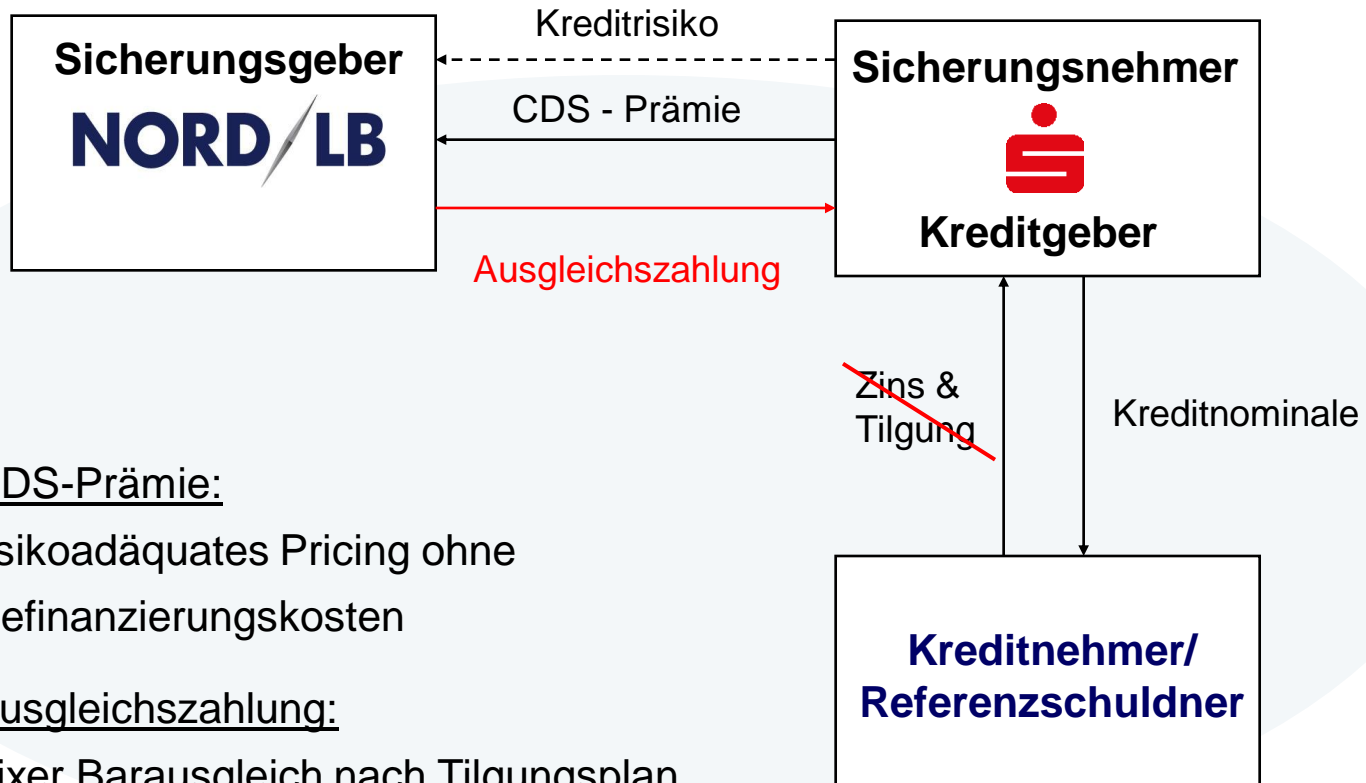 Kreditrisiko
Sicherungsgeber
NORD/LB
CDS - Prämie
Sicherungsnehmer
Kreditgeber
Ausgleichszahlung
Zins &
Tilgung
Kreditnominale
DS-Prämie:
sikoadäquates Pricing ohne
efinanzierungskosten
usgleichszahlung:
ixer Barausgleich nach Tilgungsplan
Kreditnehmer/
Referenzschuldner